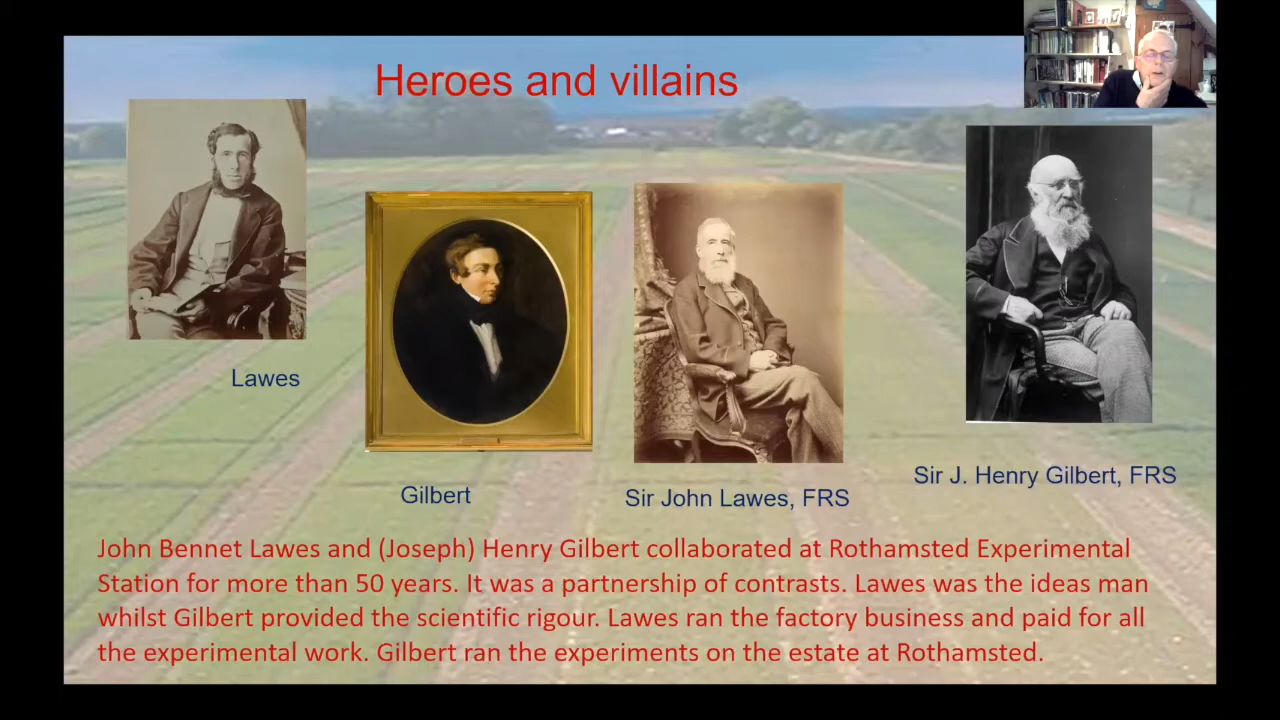 Heroes and villains
Lawes
Gilbert
Sir John Lawes, FRS
Sir J. Henry Gilbert, FRS
John Bennet Lawes and (Joseph) Henry Gilbert collaborated at Rothamsted Experimental
Station for more than 50 years. It was a partnership of contrasts. Lawes was the ideas man
whilst Gilbert provided the scientific rigour. Lawes ran the factory business and paid for all
the experimental work. Gilbert ran the experiments on the estate at Rothamsted.